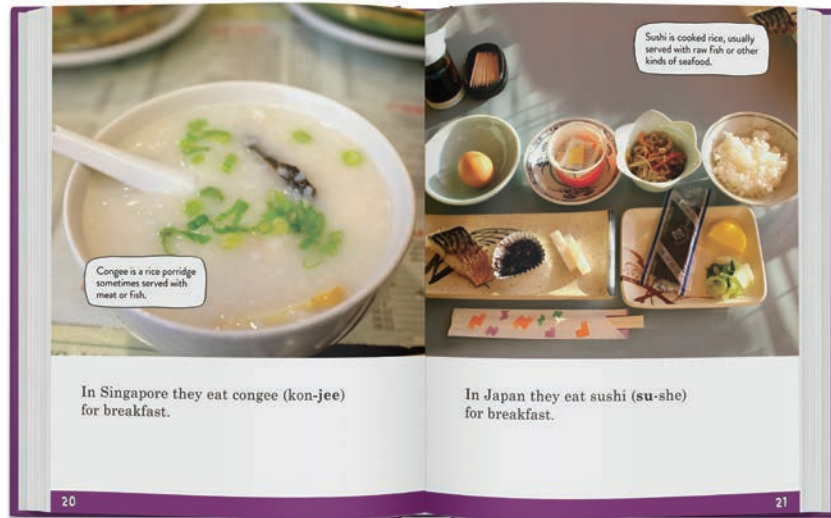 Congee is a rice porridge
sometimes served with
meat or fish.
In Singapore they eat congee (kon-jee)
for breakfast.
20
Sushi is cooked rice, usually
served with raw fish or other
kinds of seafood.
In Japan they eat sushi (su-she)
for breakfast.
21